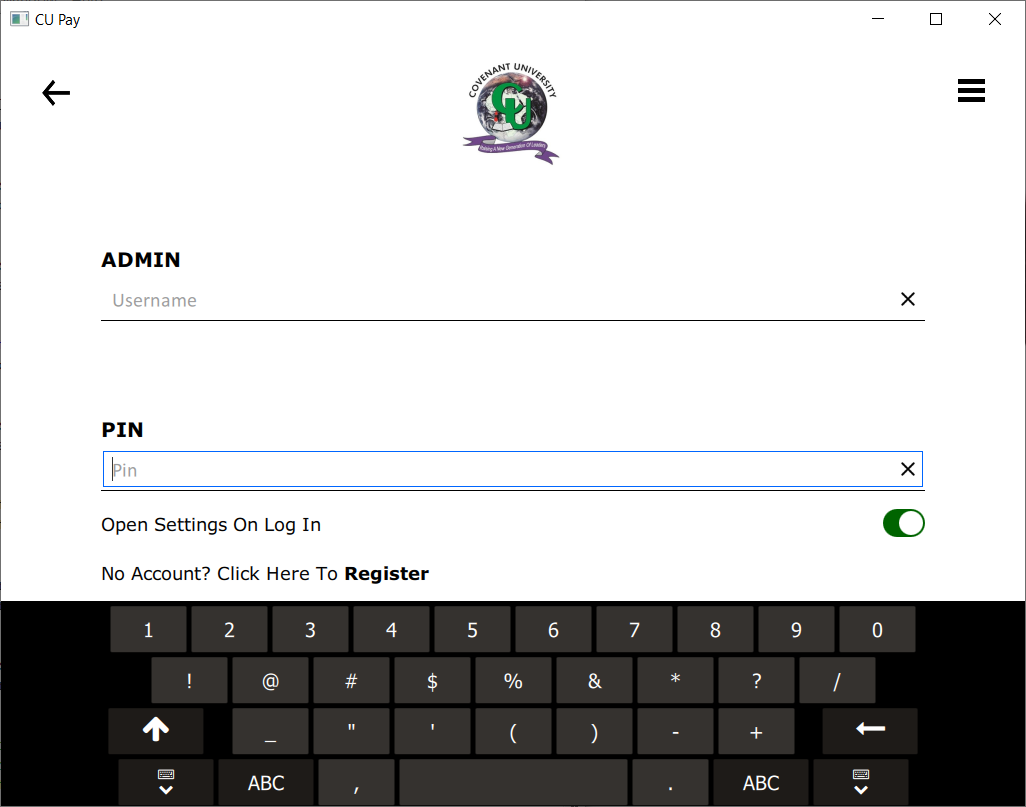 CU Pay
COVENANT UNIVERSITY
CU
Raising A New Generation Of Leaders
ADMIN
Username
PIN
Pin
Open Settings On Log In
No Account? Click Here To Register
1 2 3 4 5 6 7 8 9 0
! @ # $ % & * ? /
_ " ' ( ) - +
ABC , . ABC